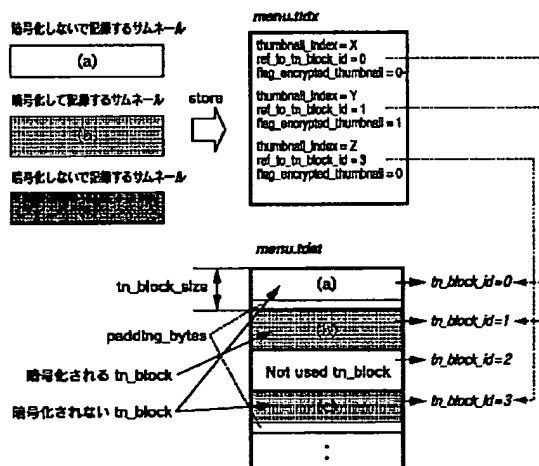 暗号化しないで記録するサムネール
(a)
暗号化して記録するサムネール
暗号化しないで記録するサムネール
store
menu.tidx
thumbnail_index = X
ref_to_tn_block_id = 0
flag_encrypted_thumbnail = 0
thumbnail_index = Y
ref_to_tn_block_id = 1
flag_encrypted_thumbnail = 1
thumbnail_index = Z
ref_to_tn_block_id = 3
flag_encrypted_thumbnail = 0
menu.tdat
tn_block_size
(a)
tn_block_id=0
padding_bytes
tn_block_id=1
暗号化される tn_block
Not used tn_block
tn_block_id=2
暗号化されない tn_block
(c)
tn_block_id=3